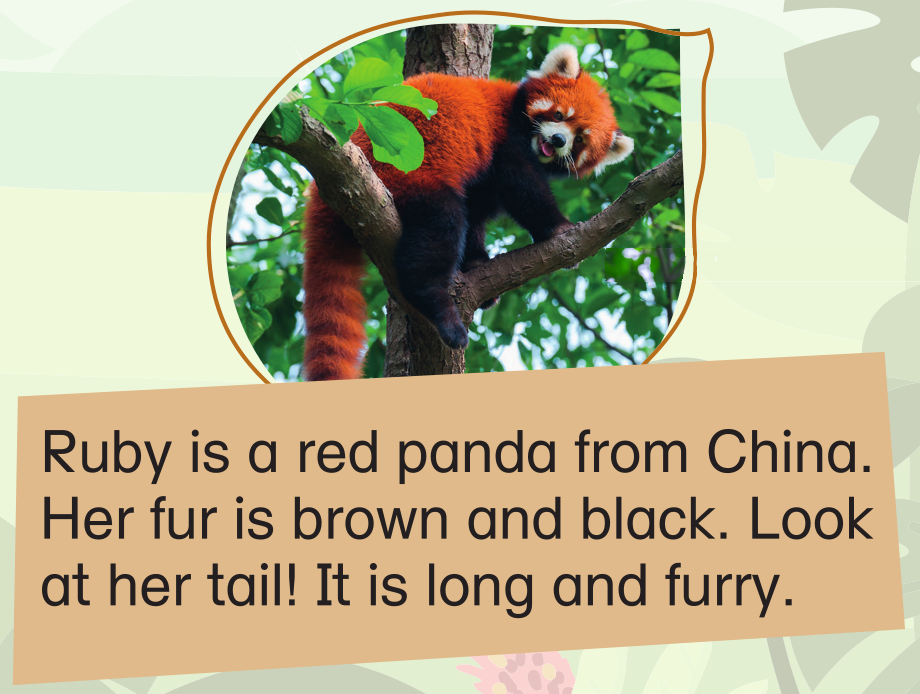 Ruby is a red panda from China.
Her fur is brown and black. Look
at her tail! It is long and furry.